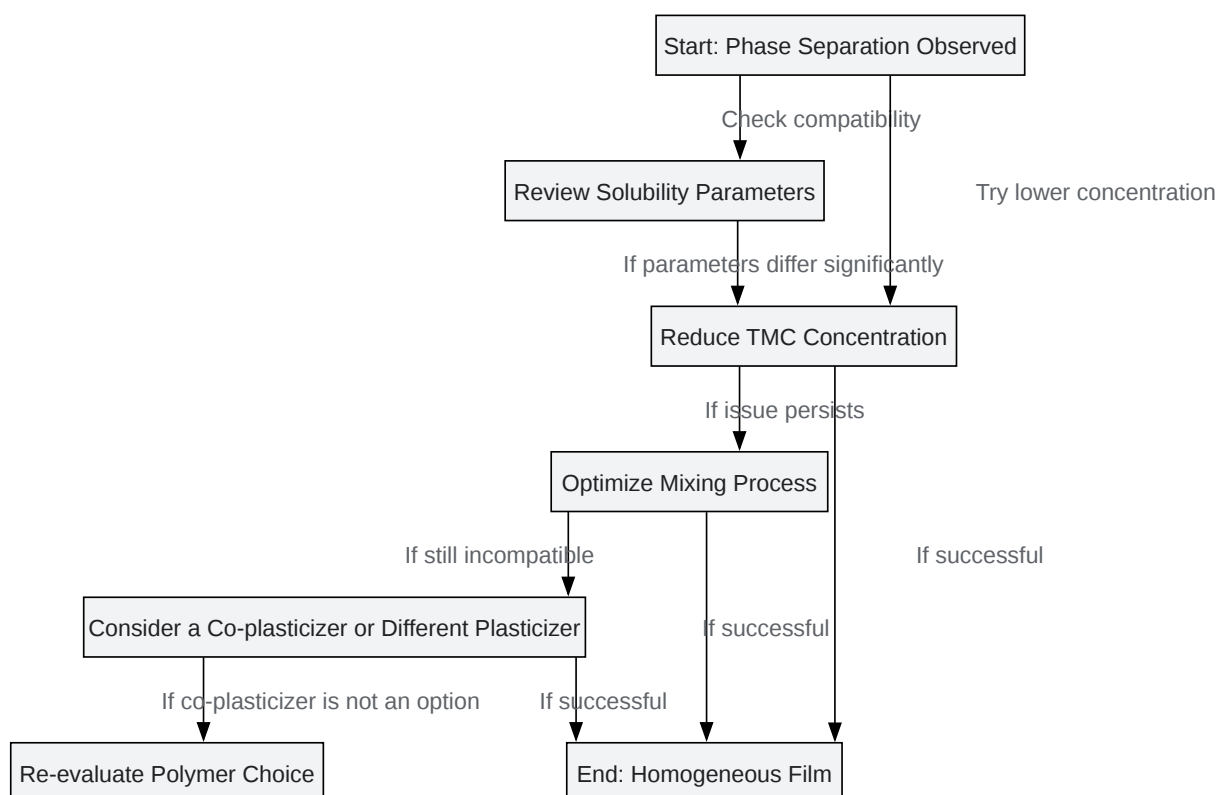 Start: Phase Separation Observed
Check compatibility
Review Solubility Parameters
Try lower concentration
If parameters differ significantly
Reduce TMC Concentration
If issue persists
Optimize Mixing Process
If still incompatible
If successful
Consider a Co-plasticizer or Different Plasticizer
If successful
If co-plasticizer is not an option
If successful
Re-evaluate Polymer Choice
End: Homogeneous Film